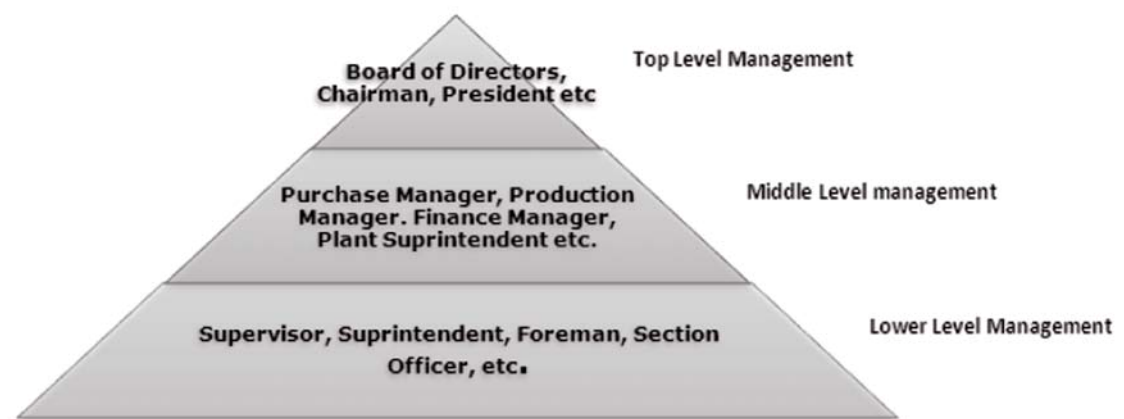 Board of Directors,
Chairman, President etc
Top Level Management
Purchase Manager, Production
Manager. Finance Manager,
Plant Suprintendent etc.
Middle Level management
Supervisor, Suprintendent, Foreman, Section
Officer, etc.
Lower Level Management